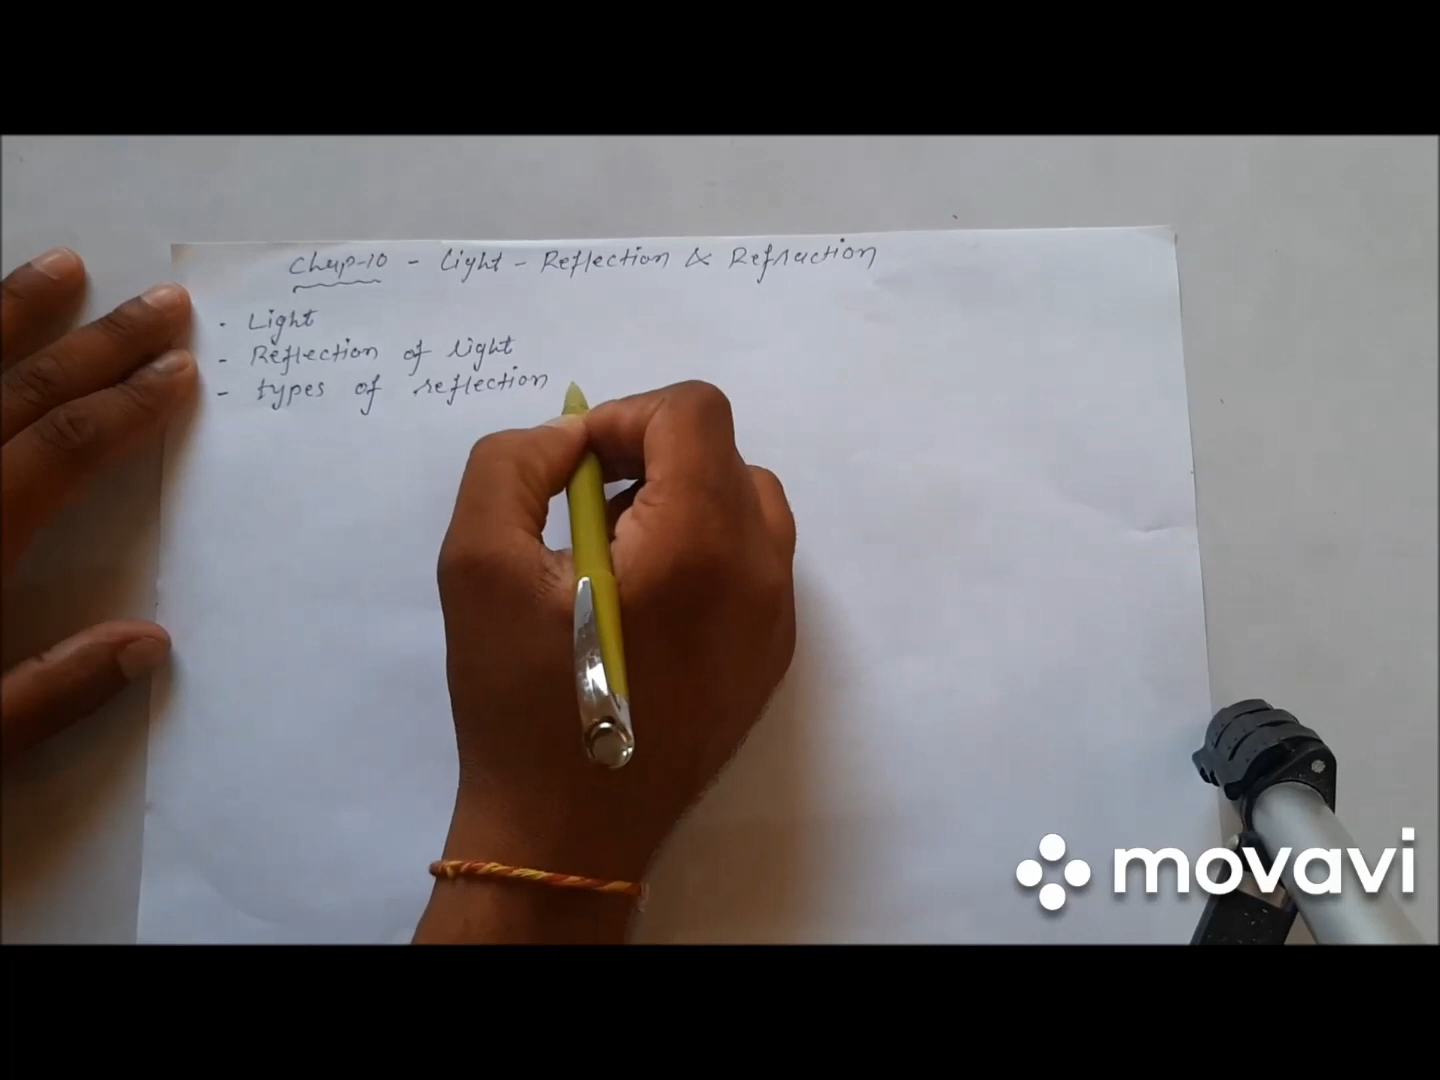 Chap-10 - Light - Reflection & Refraction
· Light
- Reflection of light
- types of reflection
movavi